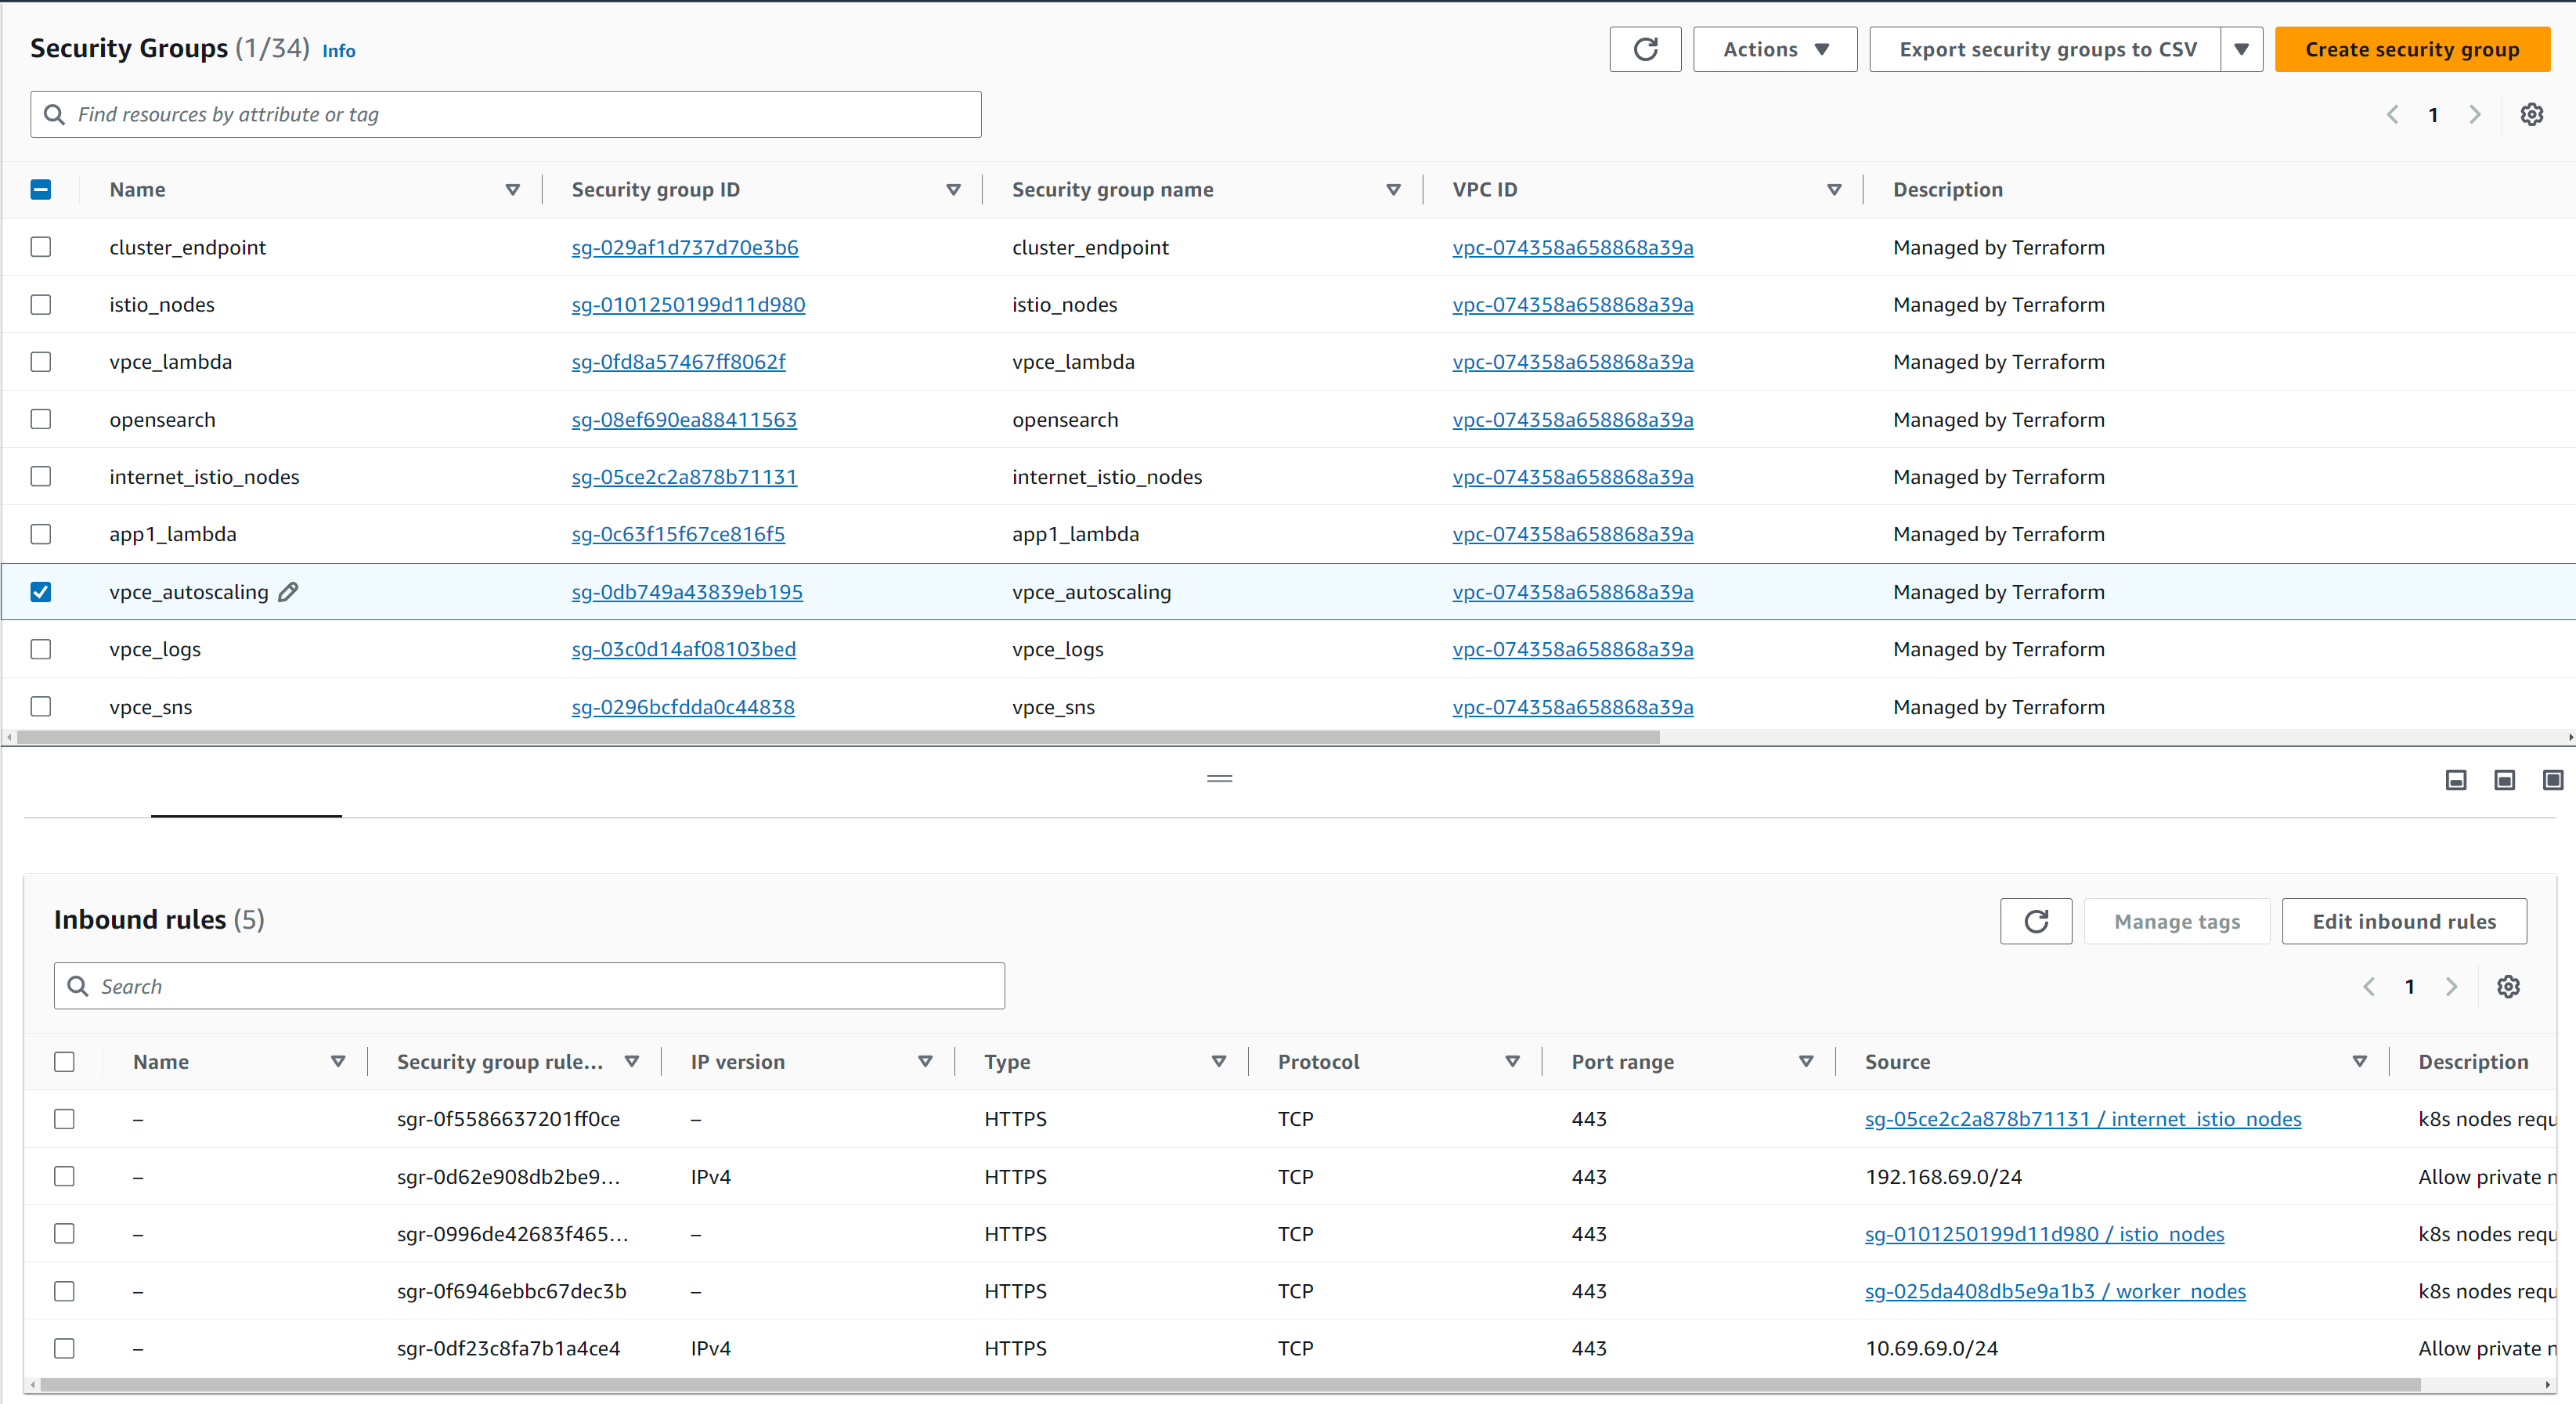 Security Groups (1/34) Info
Actions
Export security groups to CSV
Create security group
Find resources by attribute or tag
1
Name Security group ID Security group name VPC ID Description
cluster_endpoint sg-029af1d737d70e3b6 cluster_endpoint vpc-074358a658868a39a Managed by Terraform
istio_nodes sg-0101250199d11d980 istio_nodes vpc-074358a658868a39a Managed by Terraform
vpce_lambda sg-0fd8a57467ff8062f vpce_lambda vpc-074358a658868a39a Managed by Terraform
opensearch sg-08ef690ea88411563 opensearch vpc-074358a658868a39a Managed by Terraform
internet_istio_nodes sg-05ce2c2a878b71131 internet_istio_nodes vpc-074358a658868a39a Managed by Terraform
app1_lambda sg-0c63f15f67ce816f5 app1_lambda vpc-074358a658868a39a Managed by Terraform
vpce_autoscaling sg-0db749a43839eb195 vpce_autoscaling vpc-074358a658868a39a Managed by Terraform
vpce_logs sg-03c0d14af08103bed vpce_logs vpc-074358a658868a39a Managed by Terraform
vpce_sns sg-0296bcfdda0c44838 vpce_sns vpc-074358a658868a39a Managed by Terraform
Inbound rules (5)
Manage tags
Edit inbound rules
Search
1
Name Security group rule... IP version Type Protocol Port range Source Description
– sgr-0f5586637201ff0ce – HTTPS TCP 443 sg-05ce2c2a878b71131 / internet_istio_nodes k8s nodes requ
– sgr-0d62e908db2be9... IPv4 HTTPS TCP 443 192.168.69.0/24 Allow private n
– sgr-0996de42683f465... – HTTPS TCP 443 sg-0101250199d11d980 / istio_nodes k8s nodes requ
– sgr-0f6946ebbc67dec3b – HTTPS TCP 443 sg-025da408db5e9a1b3 / worker_nodes k8s nodes requ
– sgr-0df23c8fa7b1a4ce4 IPv4 HTTPS TCP 443 10.69.69.0/24 Allow private n